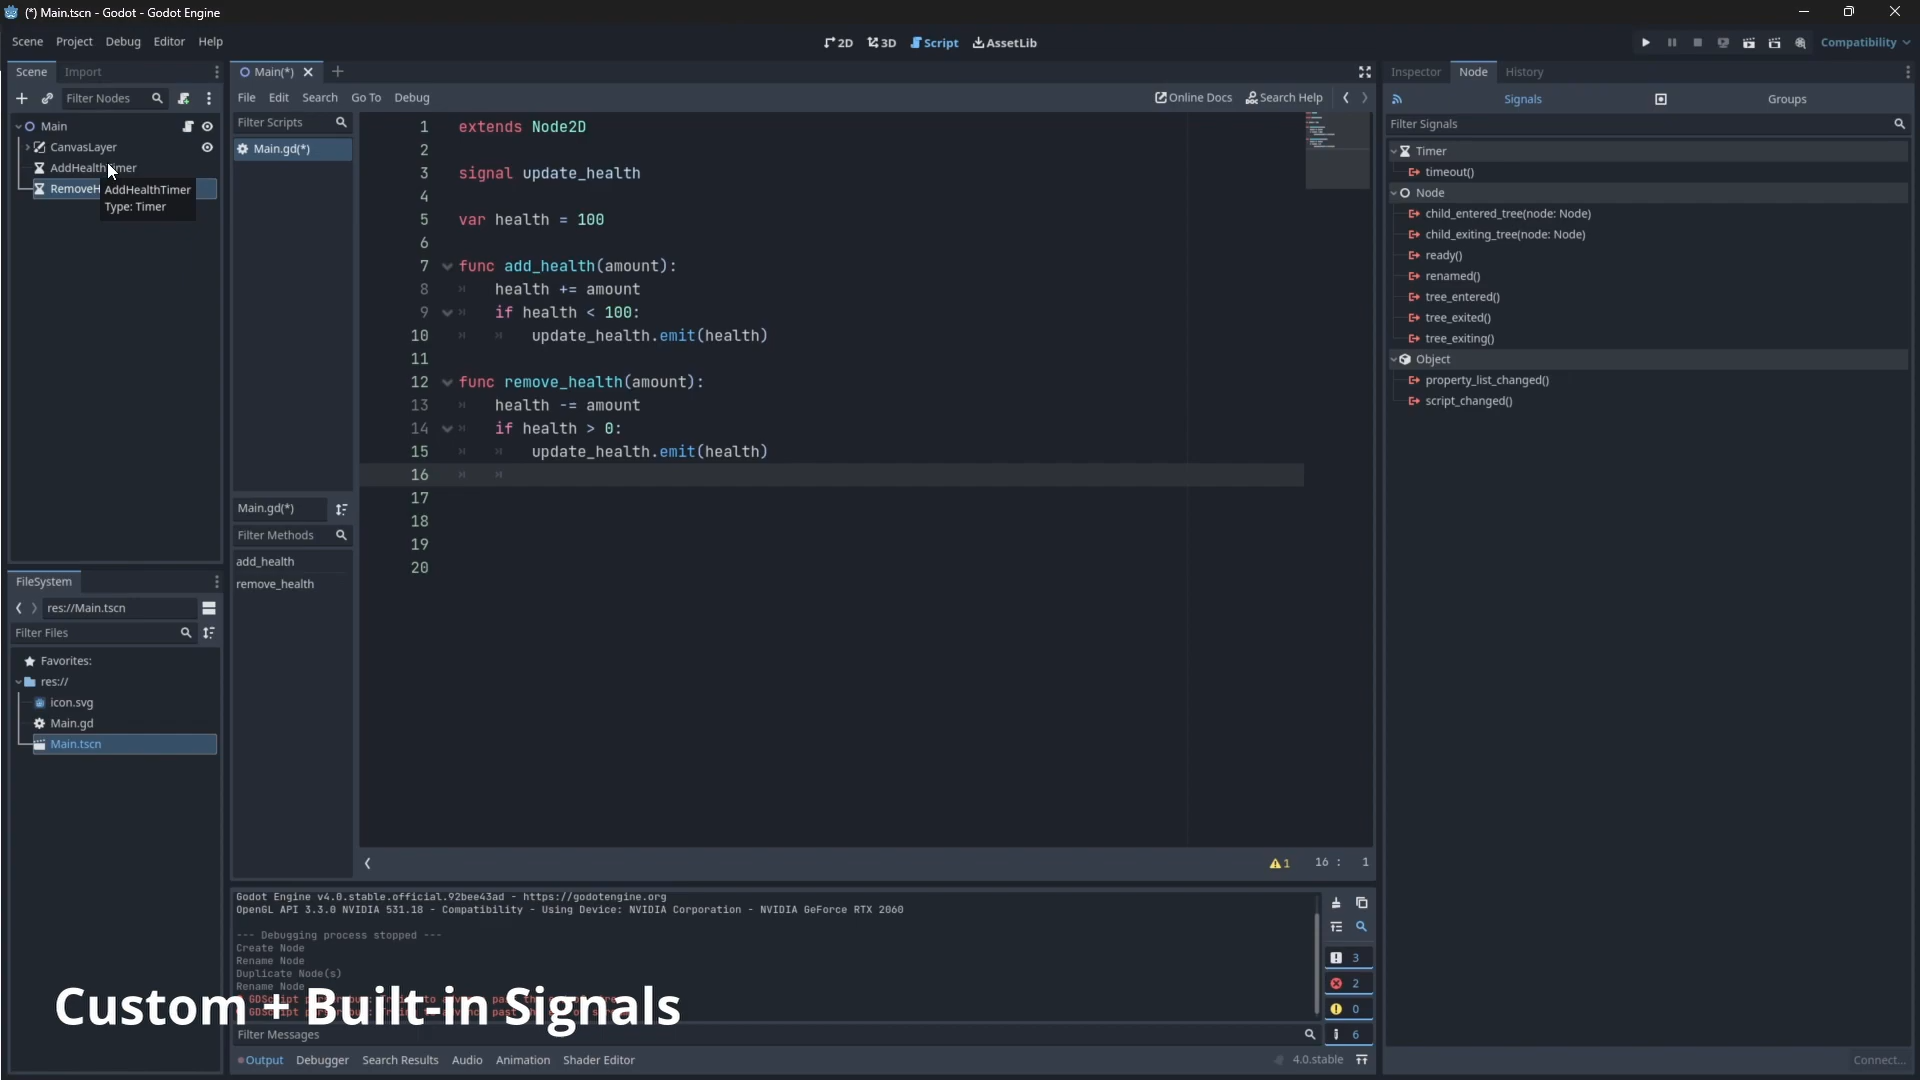 (*) Main.tscn - Godot - Godot Engine
Scene Project Debug Editor Help
2D 3D Script AssetLib
Compatibility
Scene Import
Main(*)
Inspector Node History
Filter Nodes
File Edit Search Go To Debug
Online Docs Search Help
Signals Groups
Filter Scripts
Filter Signals
Main
CanvasLayer
AddHealthTimer
RemoveH
AddHealthTimer
Type: Timer
Main.gd(*)
1 extends Node2D
2
3 signal update_health
4
5 var health = 100
6
7 func add_health(amount):
8 health += amount
9 if health < 100:
10 update_health.emit(health)
11
12 func remove_health(amount):
13 health -= amount
14 if health > 0:
15 update_health.emit(health)
16
17
18
19
20
Timer
timeout()
Node
child_entered_tree(node: Node)
child_exiting_tree(node: Node)
ready()
renamed()
tree_entered()
tree_exited()
tree_exiting()
Object
property_list_changed()
script_changed()
Main.gd(*)
Filter Methods
add_health
remove_health
FileSystem
res://Main.tscn
Filter Files
Favorites:
res://
icon.svg
Main.gd
Main.tscn
1 16 : 1
Godot Engine v4.0.stable.official.92bee43ad - https://godotengine.org
OpenGL API 3.3.0 NVIDIA 531.18 - Compatibility - Using Device: NVIDIA Corporation - NVIDIA GeForce RTX 2060
--- Debugging process stopped ---
Create Node
Rename Node
Duplicate Node(s)
Rename Node
3
2
0
6
Custom + Built-in Signals
Filter Messages
Output Debugger Search Results Audio Animation Shader Editor
4.0.stable
Connect...